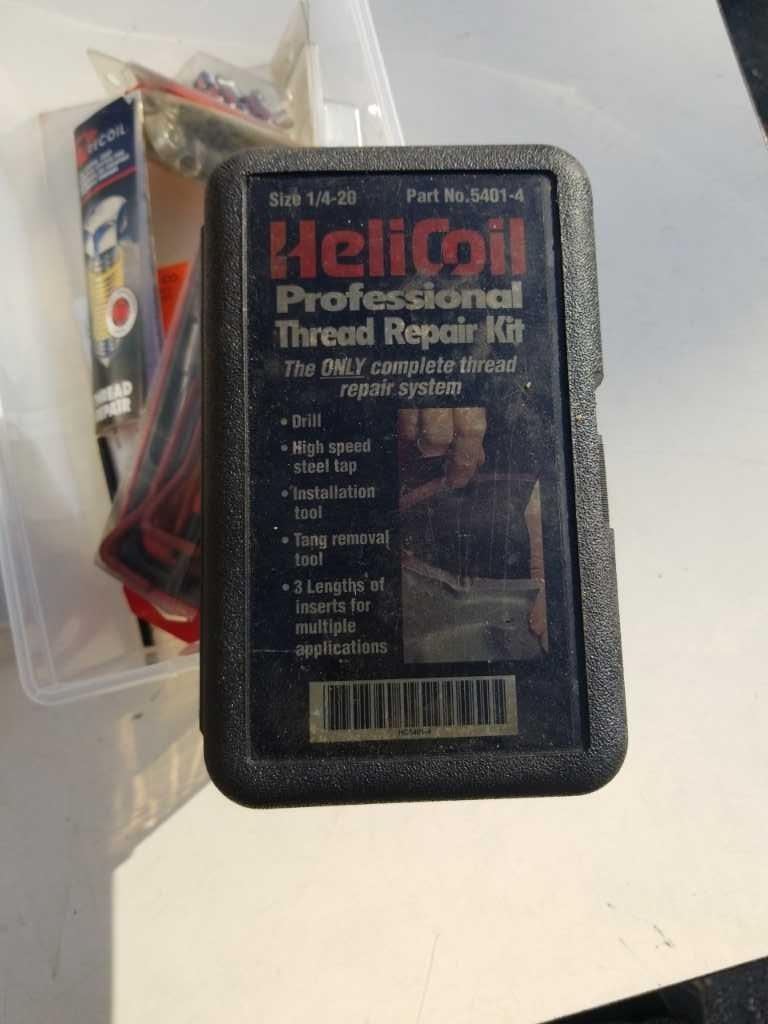 Size 1/4-20 Part No.5401-4
HeliCoil
Professional
Thread Repair Kit
The ONLY complete thread
repair system
• Drill
• High speed
steel tap
• Installation
tool
• Tang removal
tool
• 3 Lengths of
inserts for
multiple
applications
RECOIL